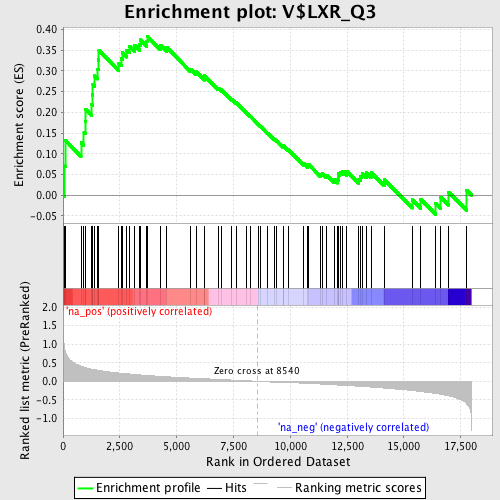 Enrichment plot: V$LXR_Q3
Enrichment score (ES)
0.40
0.35
0.30
0.25
0.20
0.15
0.10
0.05
0.00
-0.05
'na_pos' (positively correlated)
Ranked list metric (PreRanked)
2.0
1.5
1.0
0.5
0.0
-0.5
-1.0
Zero cross at 8540
'na_neg' (negatively correlated)
0
2,500
5,000
7,500
10,000
12,500
15,000
17,500
Rank in Ordered Dataset
Enrichment profile
Hits
Ranking metric scores